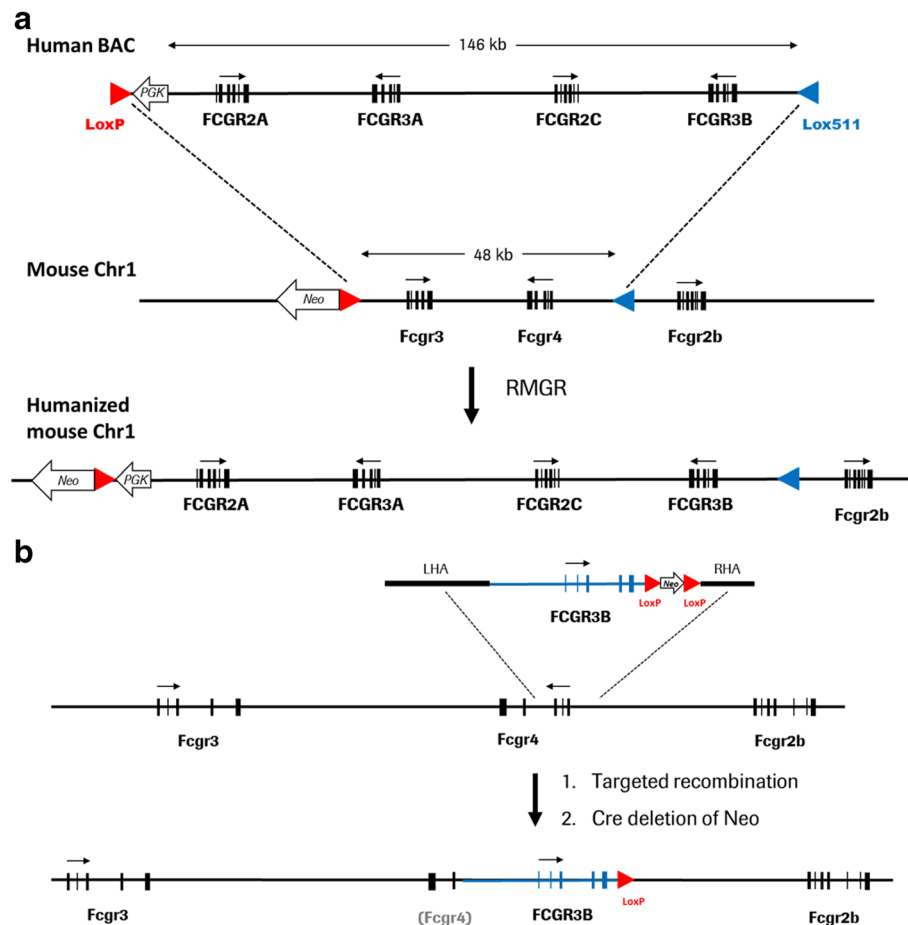 a
Human BAC
146 kb
PGK
LoxP
FCGR2A
FCGR3A
FCGR2C
FCGR3B
Lox511
Mouse Chr1
48 kb
Neo
Fcgr3
Fcgr4
Fcgr2b
RMGR
Humanized
mouse Chr1
Neo
PGK
FCGR2A
FCGR3A
FCGR2C
FCGR3B
Fcgr2b
b
LHA
RHA
Neo
FCGR3B
LoxP
LoxP
Fcgr3
Fcgr4
Fcgr2b
1. Targeted recombination
2. Cre deletion of Neo
Fcgr3
(Fcgr4)
FCGR3B
LoxP
Fcgr2b